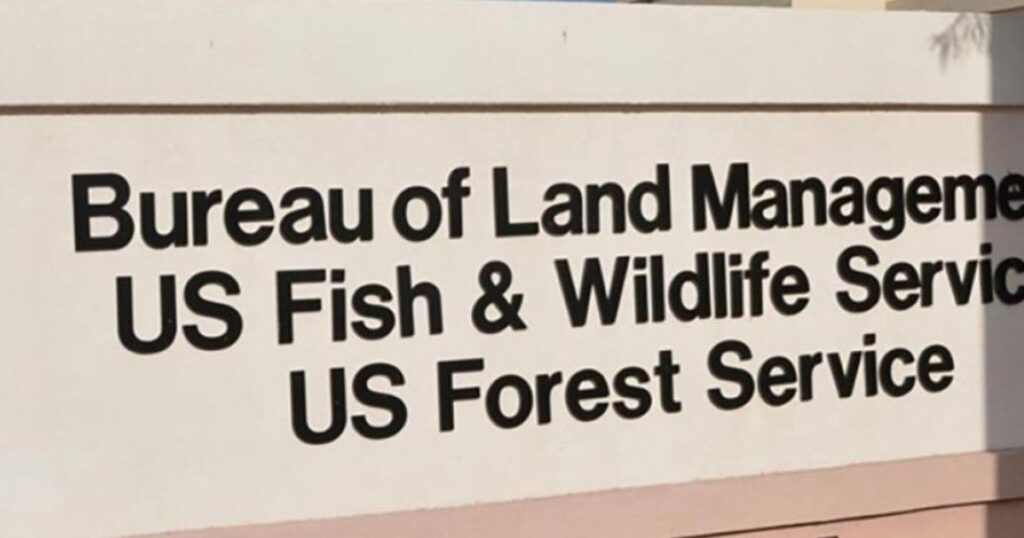 Bureau of Land Manageme
US Fish & Wildlife Servic
US Forest Service